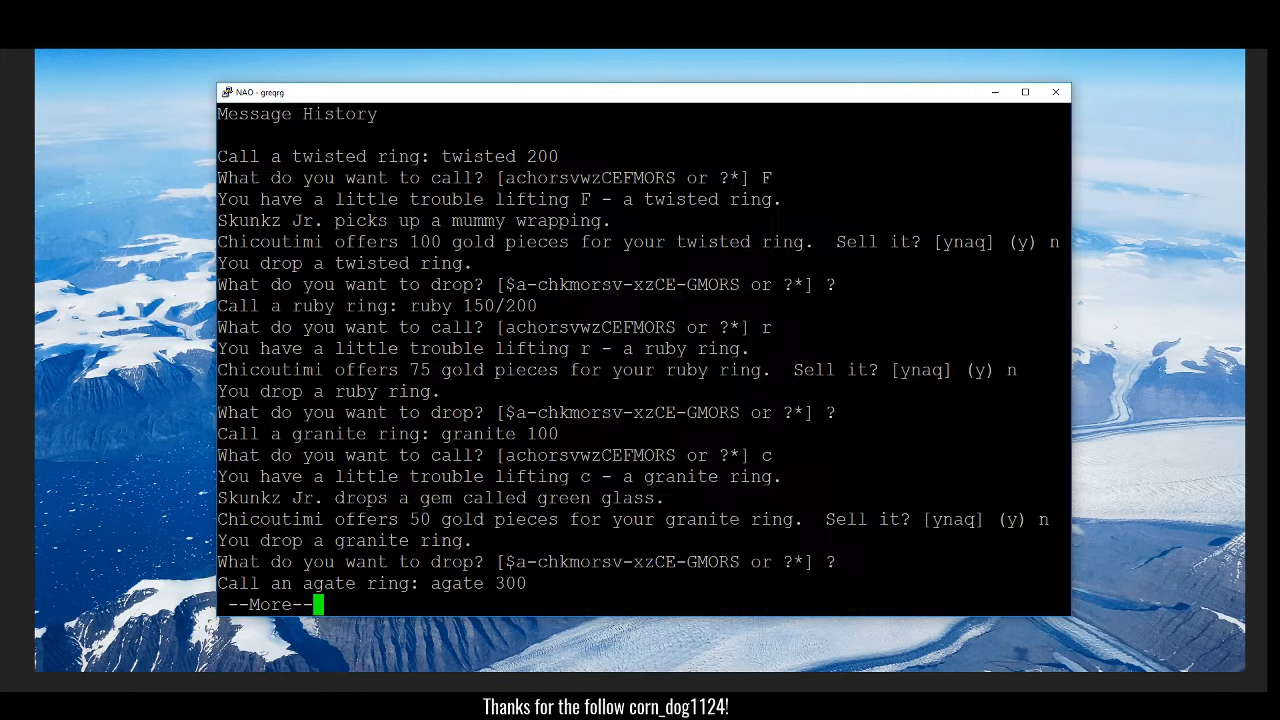 NAO - greqrg
Message History
Call a twisted ring: twisted 200
What do you want to call? [achorsvwzCEFMORS or ?*] F
You have a little trouble lifting F - a twisted ring.
Skunkz Jr. picks up a mummy wrapping.
Chicoutimi offers 100 gold pieces for your twisted ring.  Sell it? [ynaq] (y) n
You drop a twisted ring.
What do you want to drop? [$a-chkmorsv-xzCE-GMORS or ?*] ?
Call a ruby ring: ruby 150/200
What do you want to call? [achorsvwzCEFMORS or ?*] r
You have a little trouble lifting r - a ruby ring.
Chicoutimi offers 75 gold pieces for your ruby ring.  Sell it? [ynaq] (y) n
You drop a ruby ring.
What do you want to drop? [$a-chkmorsv-xzCE-GMORS or ?*] ?
Call a granite ring: granite 100
What do you want to call? [achorsvwzCEFMORS or ?*] c
You have a little trouble lifting c - a granite ring.
Skunkz Jr. drops a gem called green glass.
Chicoutimi offers 50 gold pieces for your granite ring.  Sell it? [ynaq] (y) n
You drop a granite ring.
What do you want to drop? [$a-chkmorsv-xzCE-GMORS or ?*] ?
Call an agate ring: agate 300
--More--
Thanks for the follow corn_dog1124!